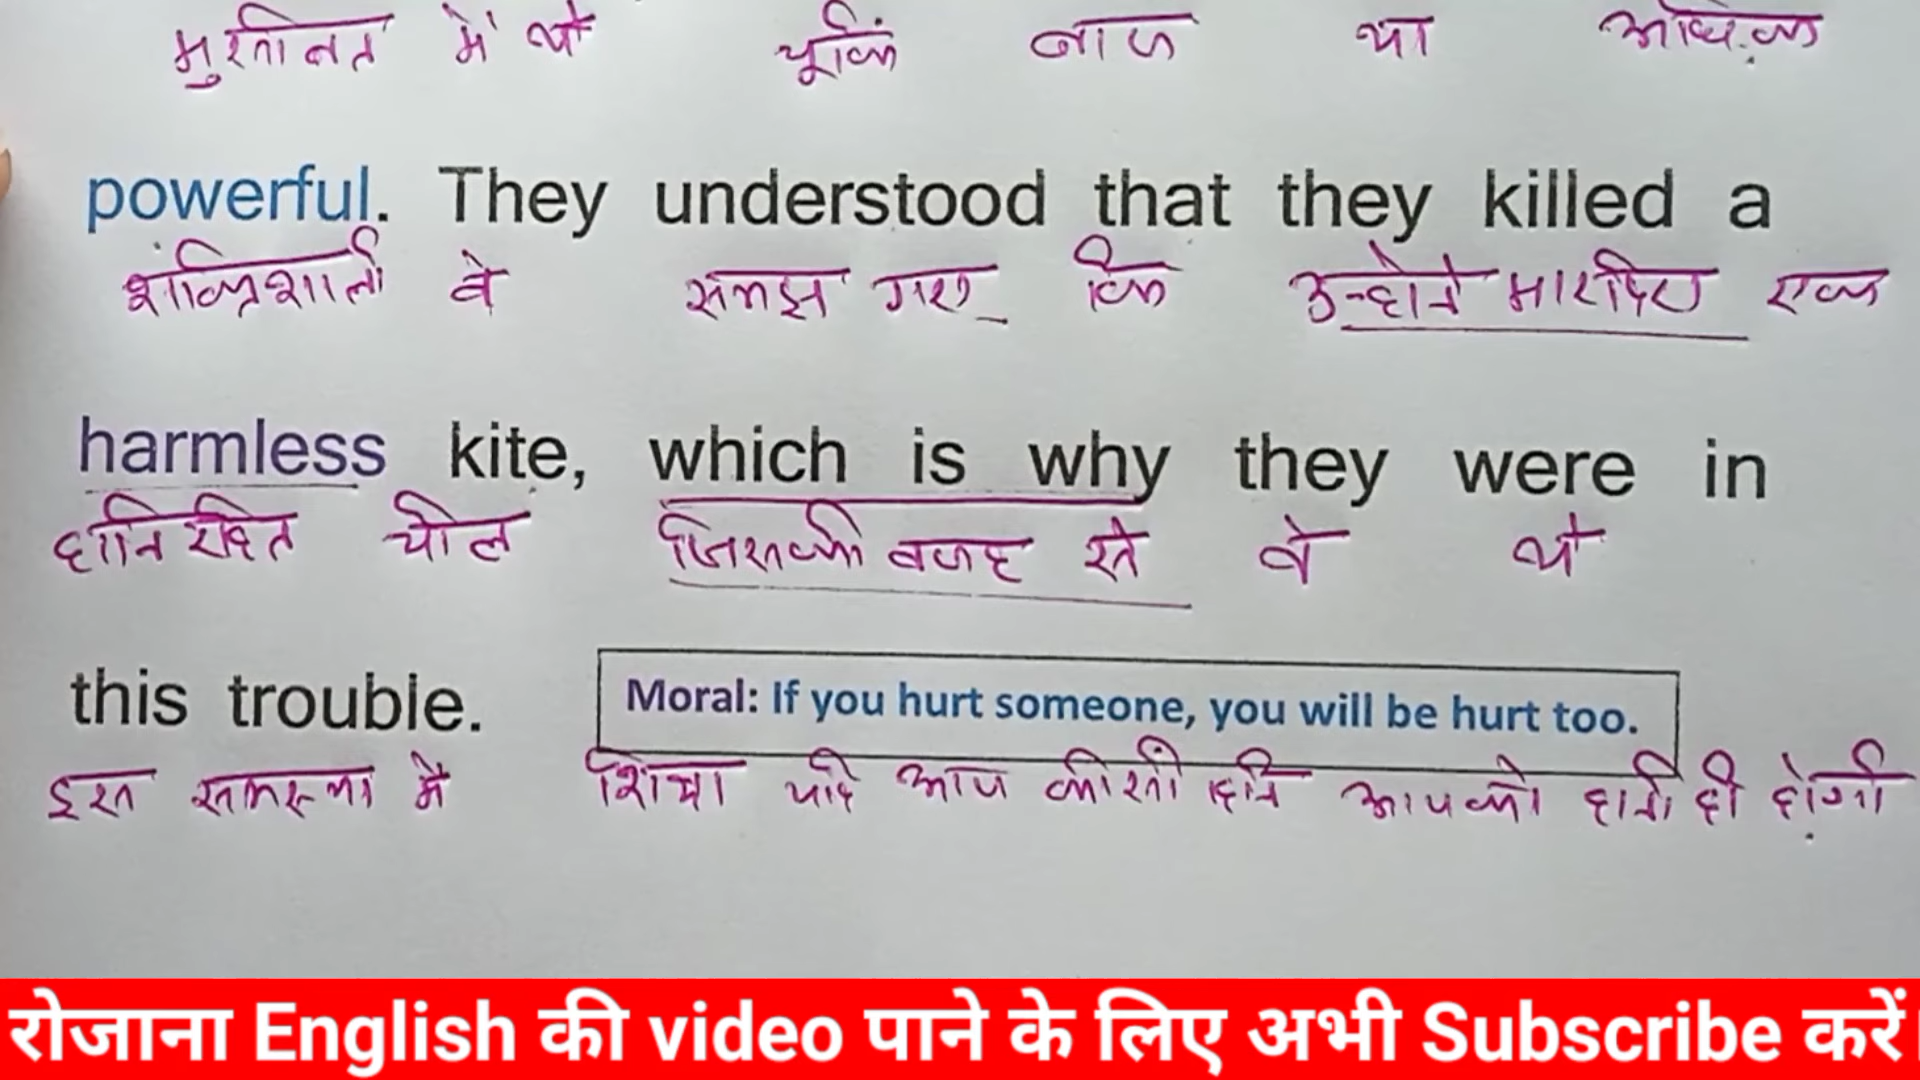 मुसीबत में थे चूंकि बाज था अधिक
powerful. They understood that they killed a
शक्तिशाली वे समझ गए कि उन्होने मार दिए एक
harmless kite, which is why they were in
हानि रहित चील जिसकी वजह से वे थे
this trouble.
इस समस्या में
Moral: If you hurt someone, you will be hurt too.
शिक्षा यदि आप किसी हानि आपको हानि ही होगी
रोजाना English की video पाने के लिए अभी Subscribe करें।